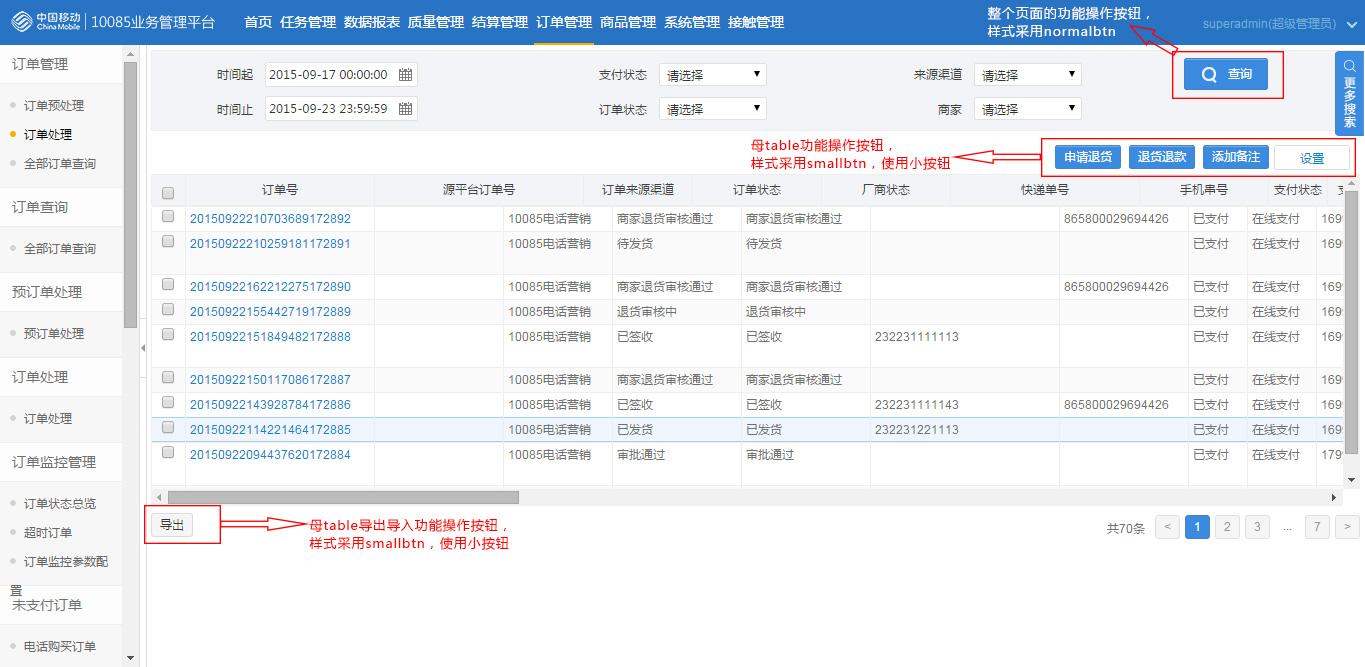 中国移动 China Mobile 10085业务管理平台 首页 任务管理 数据报表 质量管理 结算管理 订单管理 商品管理 系统管理 接触管理 superadmin(超级管理员)
整个页面的功能操作按钮，
样式采用normalbtn
订单管理
订单预处理
订单处理
全部订单查询
订单查询
全部订单查询
预订单处理
预订单处理
订单处理
订单处理
订单监控管理
订单状态总览
超时订单
订单监控参数配
置
未支付订单
电话购买订单
时间起 2015-09-17 00:00:00 支付状态 请选择 来源渠道 请选择 查询
时间止 2015-09-23 23:59:59 订单状态 请选择 商家 请选择
更多搜索
母table功能操作按钮，
样式采用smallbtn，使用小按钮
申请退货 退货退款 添加备注 设置
订单号 源平台订单号 订单来源渠道 订单状态 厂商状态 快递单号 手机串号 支付状态
20150922210703689172892 10085电话营销 商家退货审核通过 商家退货审核通过 865800029694426 已支付 在线支付 169
20150922210259181172891 10085电话营销 待发货 待发货 已支付 在线支付 169
20150922162212275172890 10085电话营销 商家退货审核通过 商家退货审核通过 865800029694426 已支付 在线支付 169
20150922155442719172889 10085电话营销 退货审核中 退货审核中 已支付 在线支付 169
20150922151849482172888 10085电话营销 已签收 已签收 232231111113 已支付 在线支付 169
20150922150117086172887 10085电话营销 商家退货审核通过 商家退货审核通过 已支付 在线支付 169
20150922143928784172886 10085电话营销 已签收 已签收 232231111143 865800029694426 已支付 在线支付 169
20150922114221464172885 10085电话营销 已发货 已发货 232231221113 已支付 在线支付 169
20150922094437620172884 10085电话营销 审批通过 审批通过 已支付 在线支付 179
导出
母table导出导入功能操作按钮，
样式采用smallbtn，使用小按钮
共70条 < 1 2 3 ... 7 >